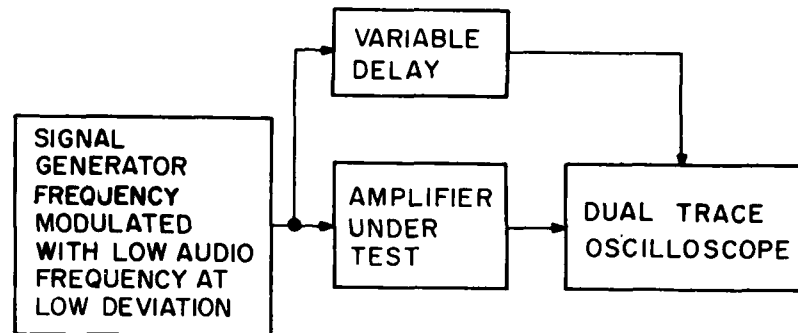 VARIABLE
DELAY
SIGNAL
GENERATOR
FREQUENCY
MODULATED
WITH LOW AUDIO
FREQUENCY AT
LOW DEVIATION
AMPLIFIER
UNDER
TEST
DUAL TRACE
OSCILLOSCOPE